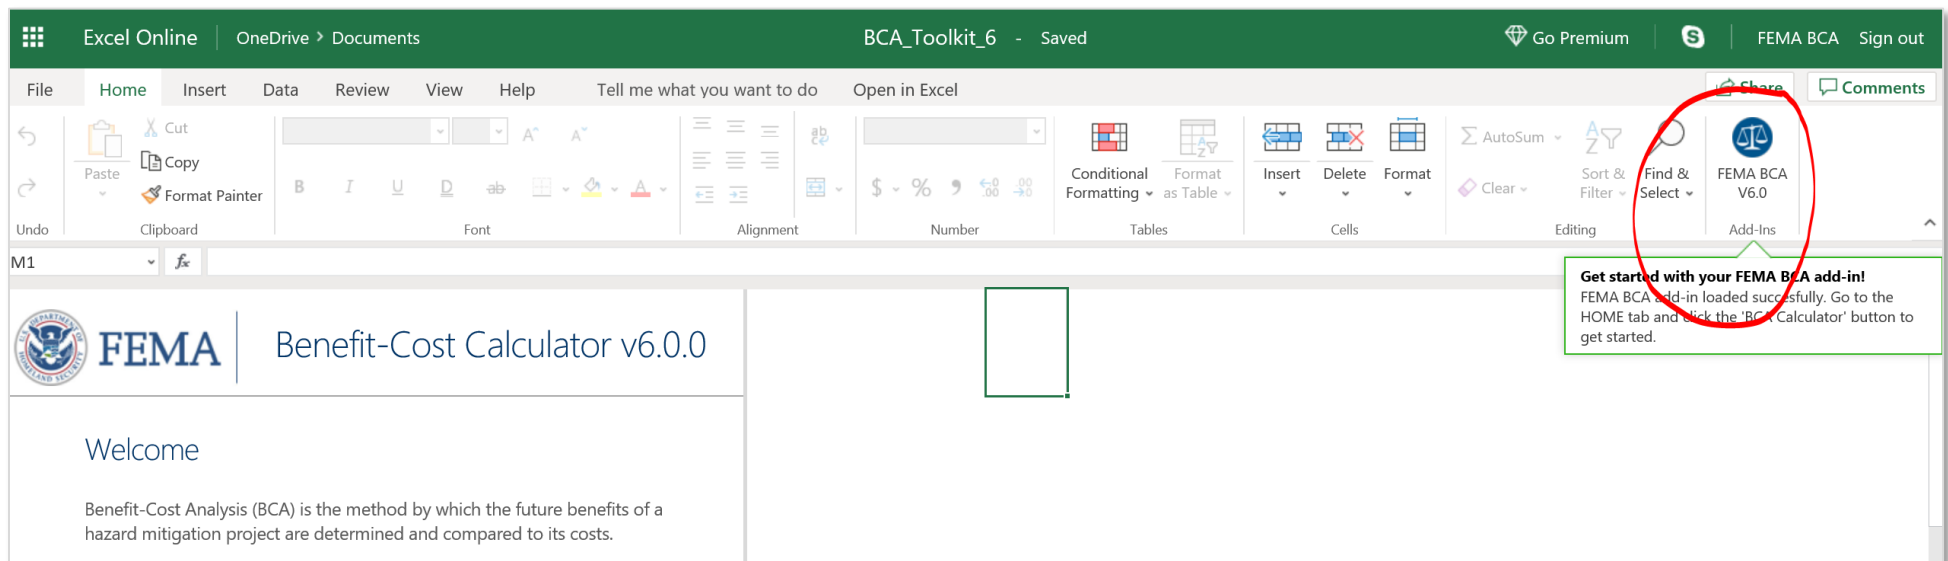 Excel Online OneDrive > Documents BCA_Toolkit_6 - Saved Go Premium FEMA BCA Sign out
File Home Insert Data Review View Help Tell me what you want to do Open in Excel Share Comments
Cut
Copy
Format Painter
Paste
Undo
Clipboard
B I U D ab
Font
ab
Alignment
$ % 9 .00 .00
Number
Conditional
Formatting
Format
as Table
Tables
Insert
Delete
Format
Cells
AutoSum
Clear
A
Z
Sort &
Filter
Find &
Select
Editing
FEMA BCA
V6.0
Add-Ins
M1 fx
Get started with your FEMA BCA add-in!
FEMA BCA add-in loaded succesfully. Go to the
HOME tab and click the 'BCA Calculator' button to
get started.
FEMA Benefit-Cost Calculator v6.0.0
Welcome
Benefit-Cost Analysis (BCA) is the method by which the future benefits of a
hazard mitigation project are determined and compared to its costs.